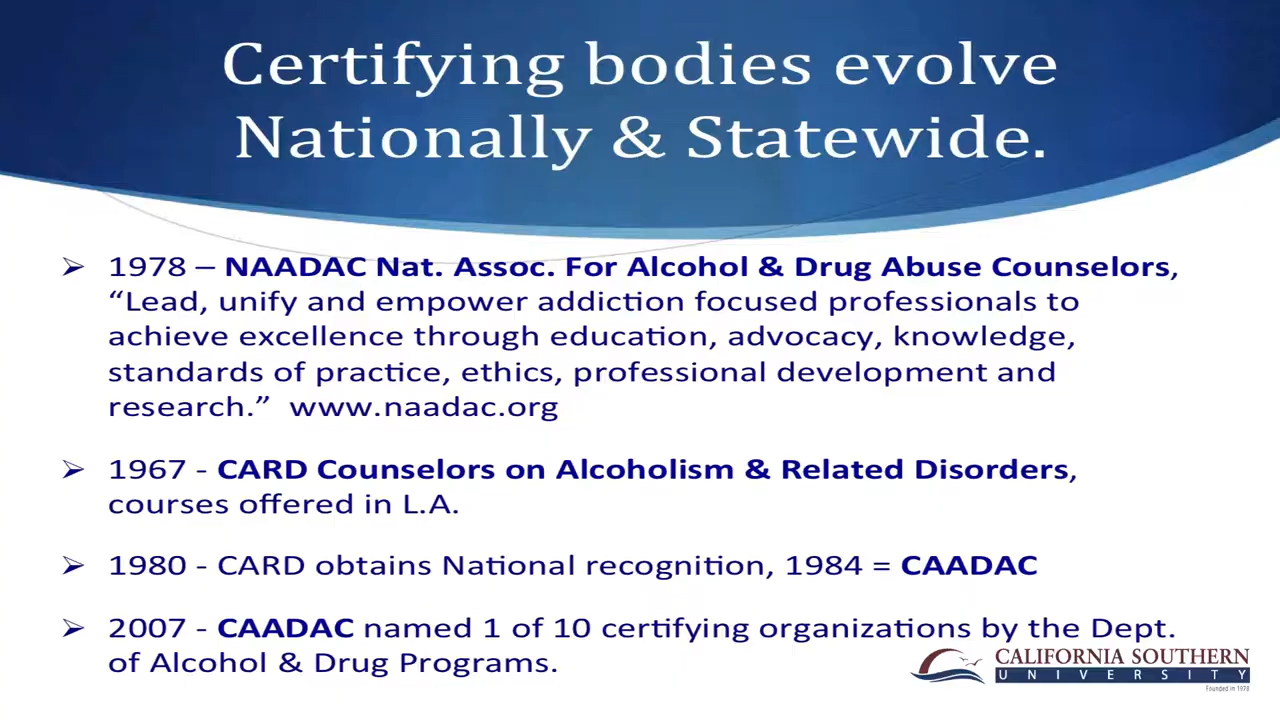 Certifying bodies evolve
Nationally & Statewide.
➢ 1978 – NAADAC Nat. Assoc. For Alcohol & Drug Abuse Counselors,
“Lead, unify and empower addiction focused professionals to
achieve excellence through education, advocacy, knowledge,
standards of practice, ethics, professional development and
research.” www.naadac.org
➢ 1967 - CARD Counselors on Alcoholism & Related Disorders,
courses offered in L.A.
➢ 1980 - CARD obtains National recognition, 1984 = CAADAC
➢ 2007 - CAADAC named 1 of 10 certifying organizations by the Dept.
of Alcohol & Drug Programs.
CALIFORNIA SOUTHERN
UNIVERSITY
Founded in 1978